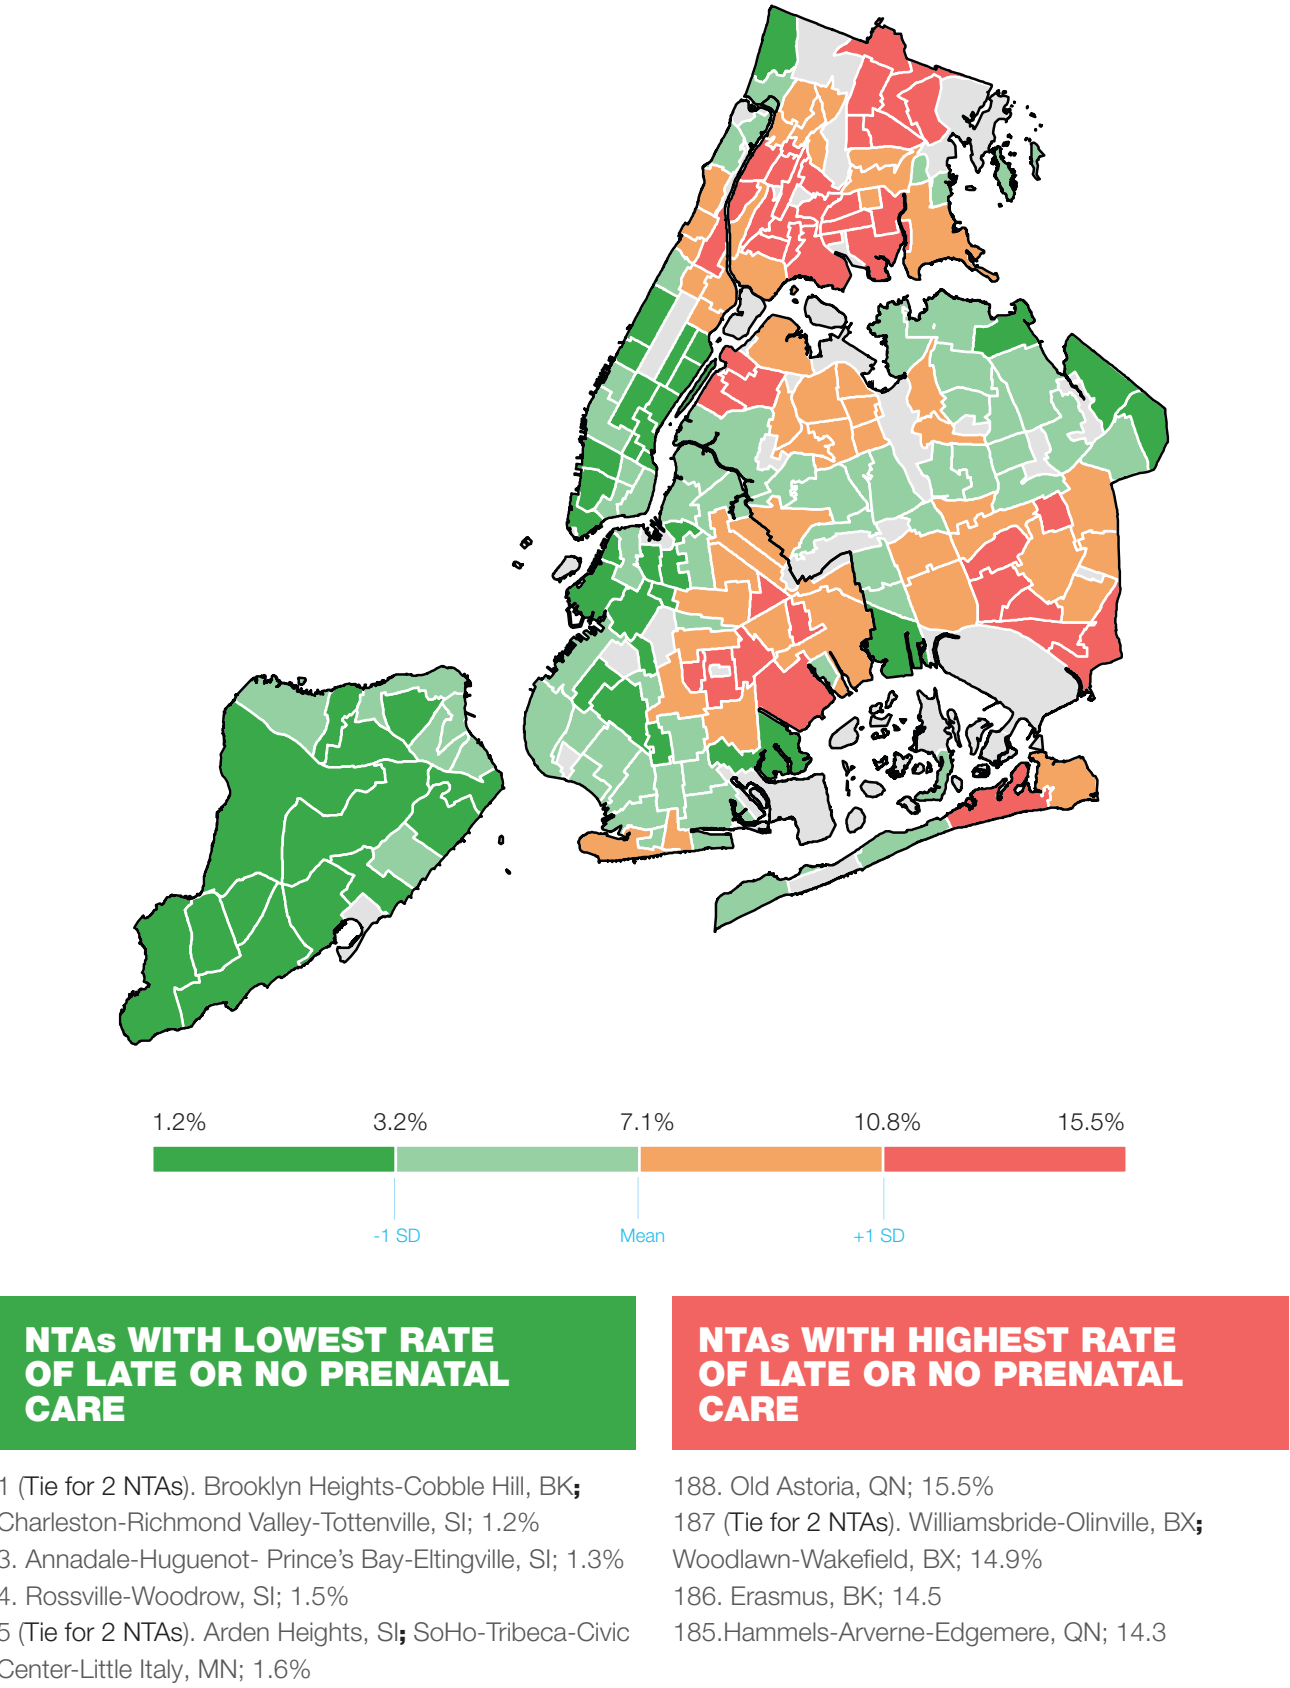 1.2%
3.2%
7.1%
10.8%
15.5%
-1 SD
Mean
+1 SD
NTAs WITH LOWEST RATE
OF LATE OR NO PRENATAL
CARE
1 (Tie for 2 NTAs). Brooklyn Heights-Cobble Hill, BK;
Charleston-Richmond Valley-Tottenville, SI; 1.2%
3. Annadale-Huguenot- Prince’s Bay-Eltingville, SI; 1.3%
4. Rossville-Woodrow, SI; 1.5%
5 (Tie for 2 NTAs). Arden Heights, SI; SoHo-Tribeca-Civic
Center-Little Italy, MN; 1.6%
NTAs WITH HIGHEST RATE
OF LATE OR NO PRENATAL
CARE
188. Old Astoria, QN; 15.5%
187 (Tie for 2 NTAs). Williamsbride-Olinville, BX;
Woodlawn-Wakefield, BX; 14.9%
186. Erasmus, BK; 14.5
185.Hammels-Arverne-Edgemere, QN; 14.3